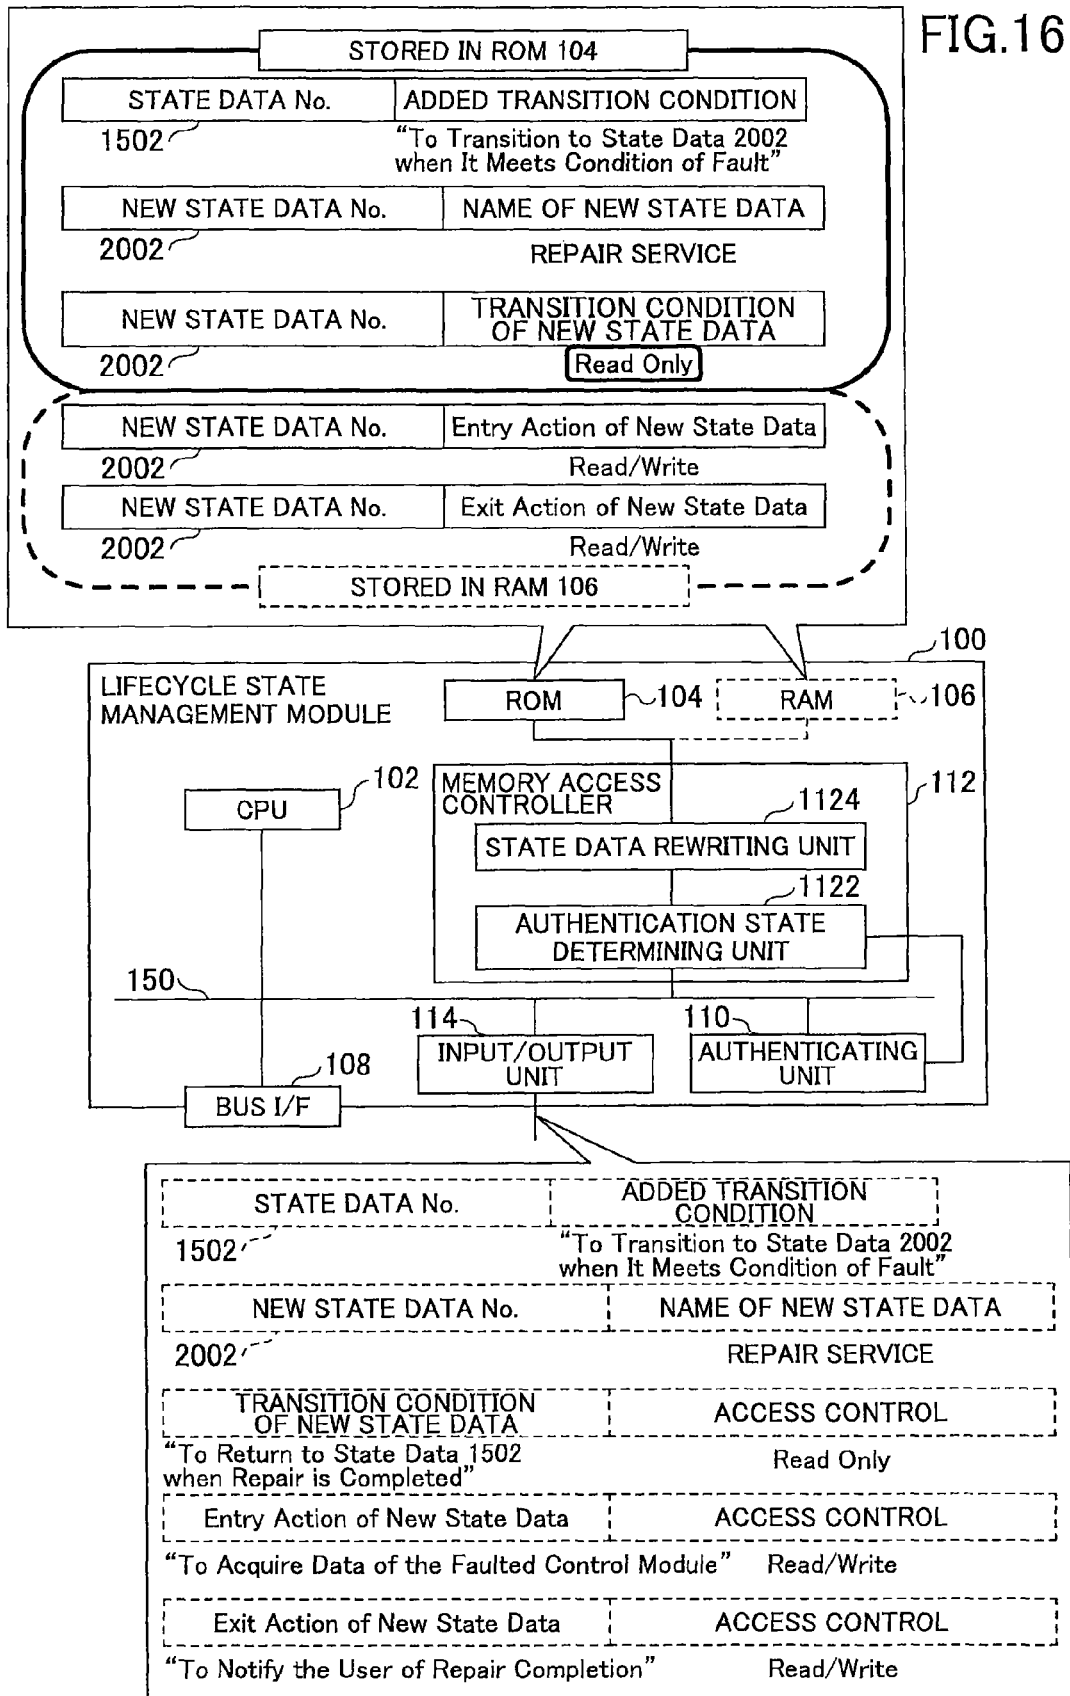 FIG.16
STORED IN ROM 104
STATE DATA No. ADDED TRANSITION CONDITION
1502 "To Transition to State Data 2002
when It Meets Condition of Fault"
NEW STATE DATA No. NAME OF NEW STATE DATA
2002 REPAIR SERVICE
NEW STATE DATA No. TRANSITION CONDITION
OF NEW STATE DATA
2002 Read Only
NEW STATE DATA No. Entry Action of New State Data
2002 Read/Write
NEW STATE DATA No. Exit Action of New State Data
2002 Read/Write
STORED IN RAM 106
100
LIFECYCLE STATE
MANAGEMENT MODULE
ROM 104 RAM 106
CPU 102
MEMORY ACCESS
CONTROLLER
112
1124
STATE DATA REWRITING UNIT
1122
AUTHENTICATION STATE
DETERMINING UNIT
150
114
INPUT/OUTPUT
UNIT
110
AUTHENTICATING
UNIT
108
BUS I/F
STATE DATA No. ADDED TRANSITION
CONDITION
1502 "To Transition to State Data 2002
when It Meets Condition of Fault"
NEW STATE DATA No. NAME OF NEW STATE DATA
2002 REPAIR SERVICE
TRANSITION CONDITION
OF NEW STATE DATA ACCESS CONTROL
"To Return to State Data 1502
when Repair is Completed" Read Only
Entry Action of New State Data ACCESS CONTROL
"To Acquire Data of the Faulted Control Module" Read/Write
Exit Action of New State Data ACCESS CONTROL
"To Notify the User of Repair Completion" Read/Write